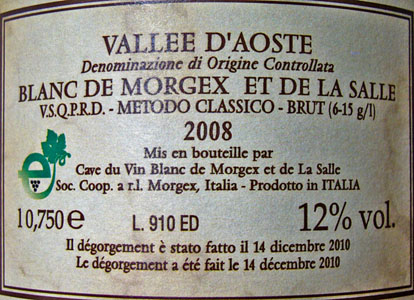 VALLEE D'AOSTE
Denominazione di Origine Controllata
BLANC DE MORGEX ET DE LA SALLE
V.S.Q.P.R.D. - METODO CLASSICO - BRUT (6-15 g/l)
2008
Mis en bouteille par
Cave du Vin Blanc de Morgex et de La Salle
Soc. Coop. a r.l. Morgex, Italia - Prodotto in ITALIA
10,750 e L. 910 ED 12% vol.
Il dégorgement è stato fatto il 14 dicembre 2010
Le dégorgement a été fait le 14 décembre 2010